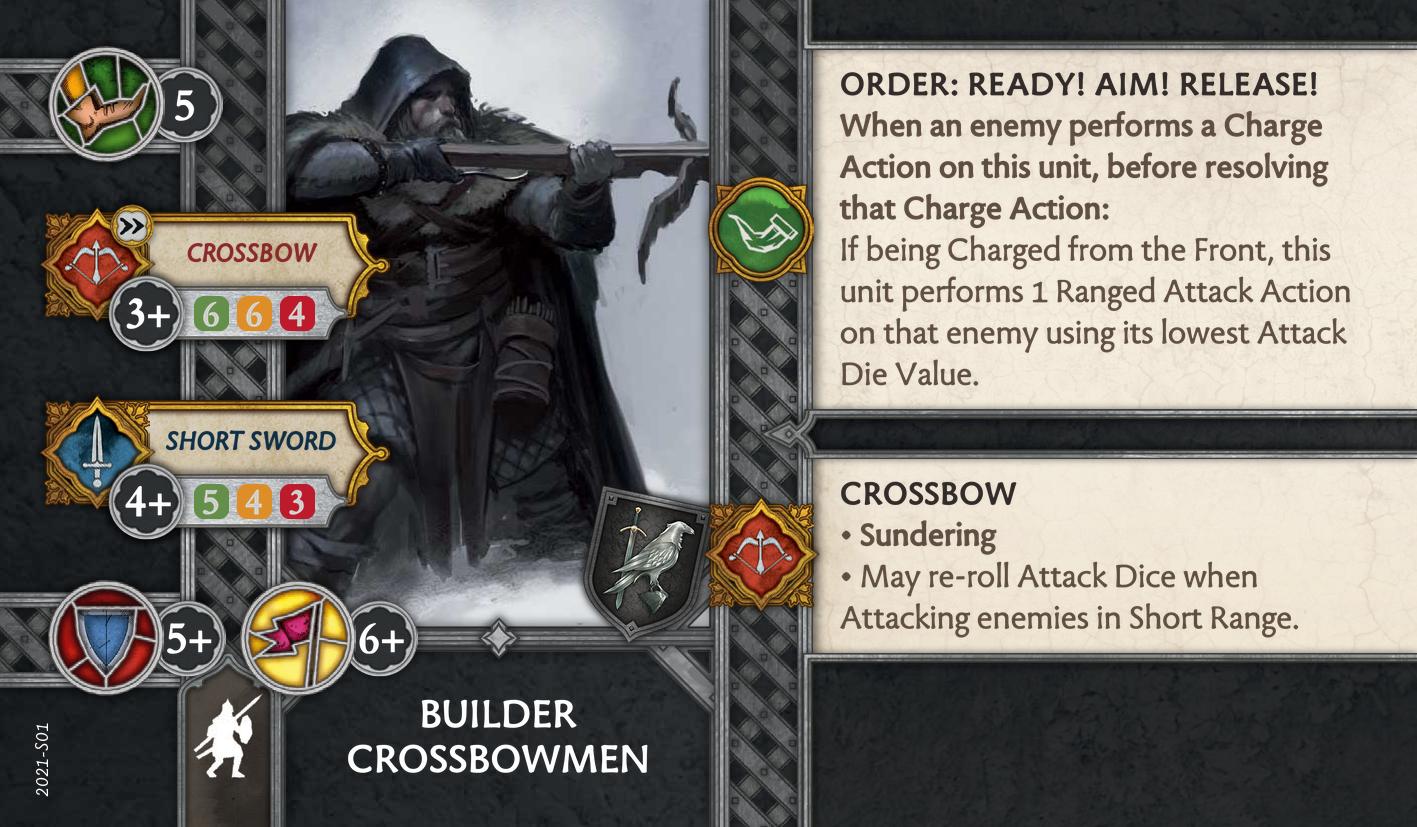 5
CROSSBOW
3+ 6 6 4
SHORT SWORD
4+ 5 4 3
5+ 6+
BUILDER
CROSSBOWMEN
2021-S01
ORDER: READY! AIM! RELEASE!
When an enemy performs a Charge
Action on this unit, before resolving
that Charge Action:
If being Charged from the Front, this
unit performs 1 Ranged Attack Action
on that enemy using its lowest Attack
Die Value.
CROSSBOW
• Sundering
• May re-roll Attack Dice when
Attacking enemies in Short Range.